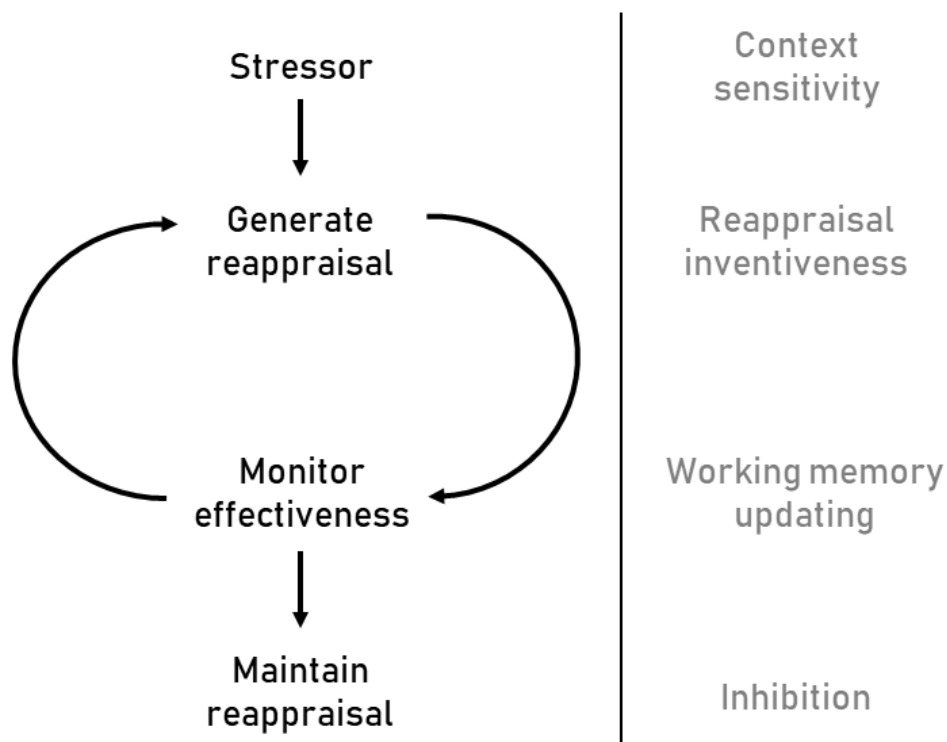 Stressor
Generate
reappraisal
Monitor
effectiveness
Maintain
reappraisal
Context
sensitivity
Reappraisal
inventiveness
Working memory
updating
Inhibition